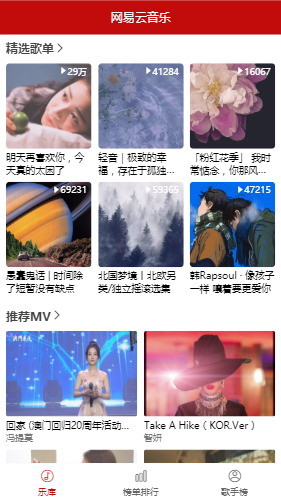 网易云音乐
精选歌单 >
29万
41284
16067
明天再喜欢你，今
天真的太困了
轻音 | 极致的幸
福，存在于孤独...
「粉红花季」 我时
常惦念，你那风...
69231
59365
47215
愚蠢鬼话 | 时间除
了短暂没有缺点
北国梦境丨北欧另
类/独立摇滚选集
韩Rapsoul · 像孩子
一样 嚷着要更爱你
推荐MV >
回家 (澳门回归20周年活动...
冯提莫
Take A Hike（KOR.Ver）
智妍
乐库
榜单排行
歌手榜